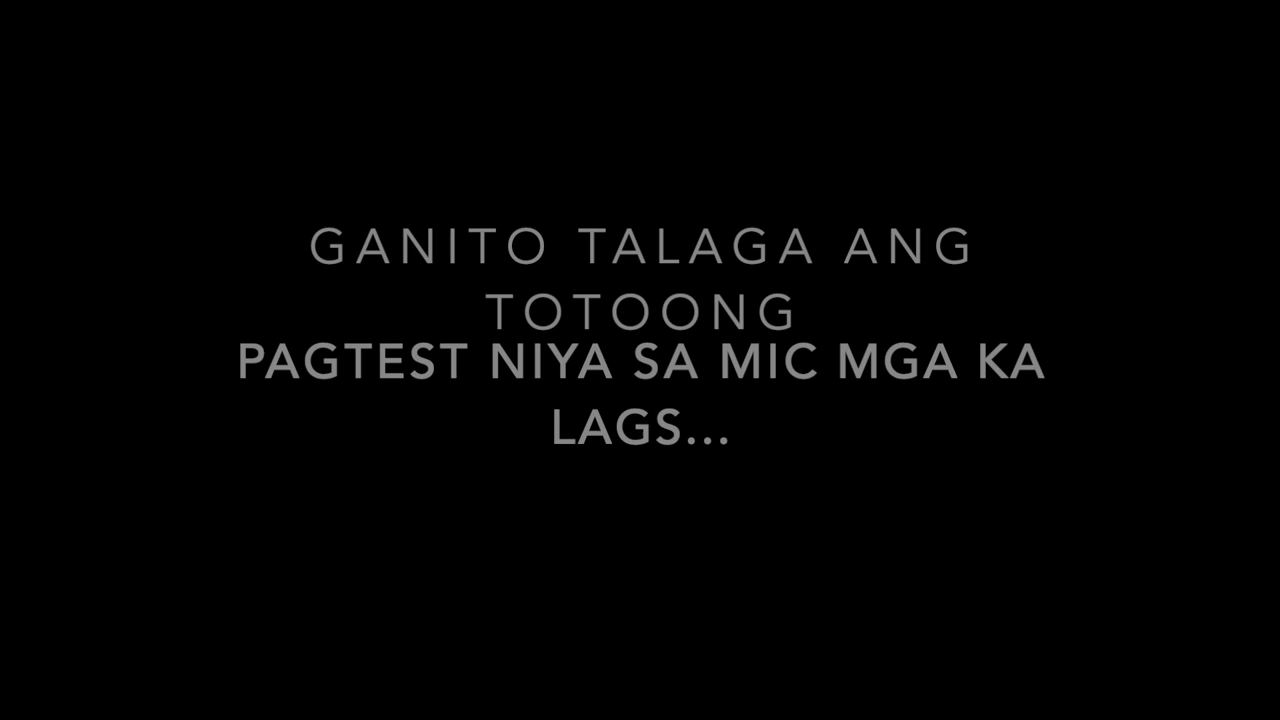 GANITO TALAGA ANG
TOTOONG
PAGTEST NIYA SA MIC MGA KA
LAGS...